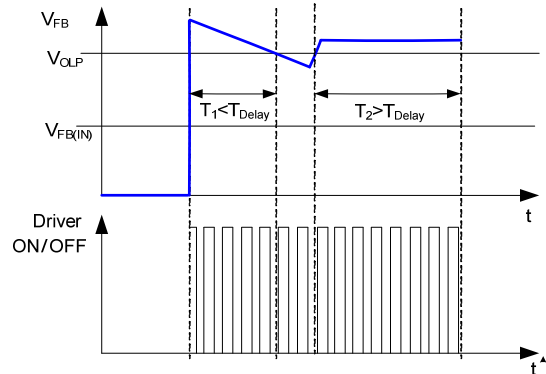 VFB
VOLP
T1<TDelay
T2>TDelay
VFB(IN)
t
Driver
ON/OFF
t